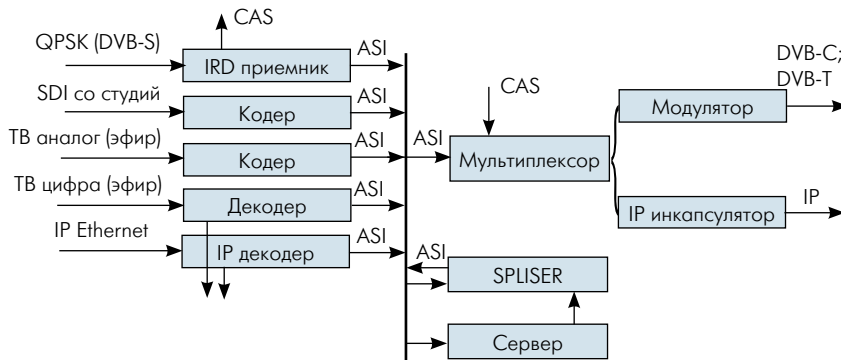 CAS
QPSK (DVB-S)
IRD приемник
ASI
SDI со студий
Кодер
ASI
ТВ аналог (эфир)
Кодер
ASI
ТВ цифра (эфир)
Декодер
ASI
IP Ethernet
IP декодер
ASI
ASI
CAS
Мультиплексор
DVB-C;
DVB-T
Модулятор
IP инкапсулятор
IP
ASI
SPLISER
Сервер